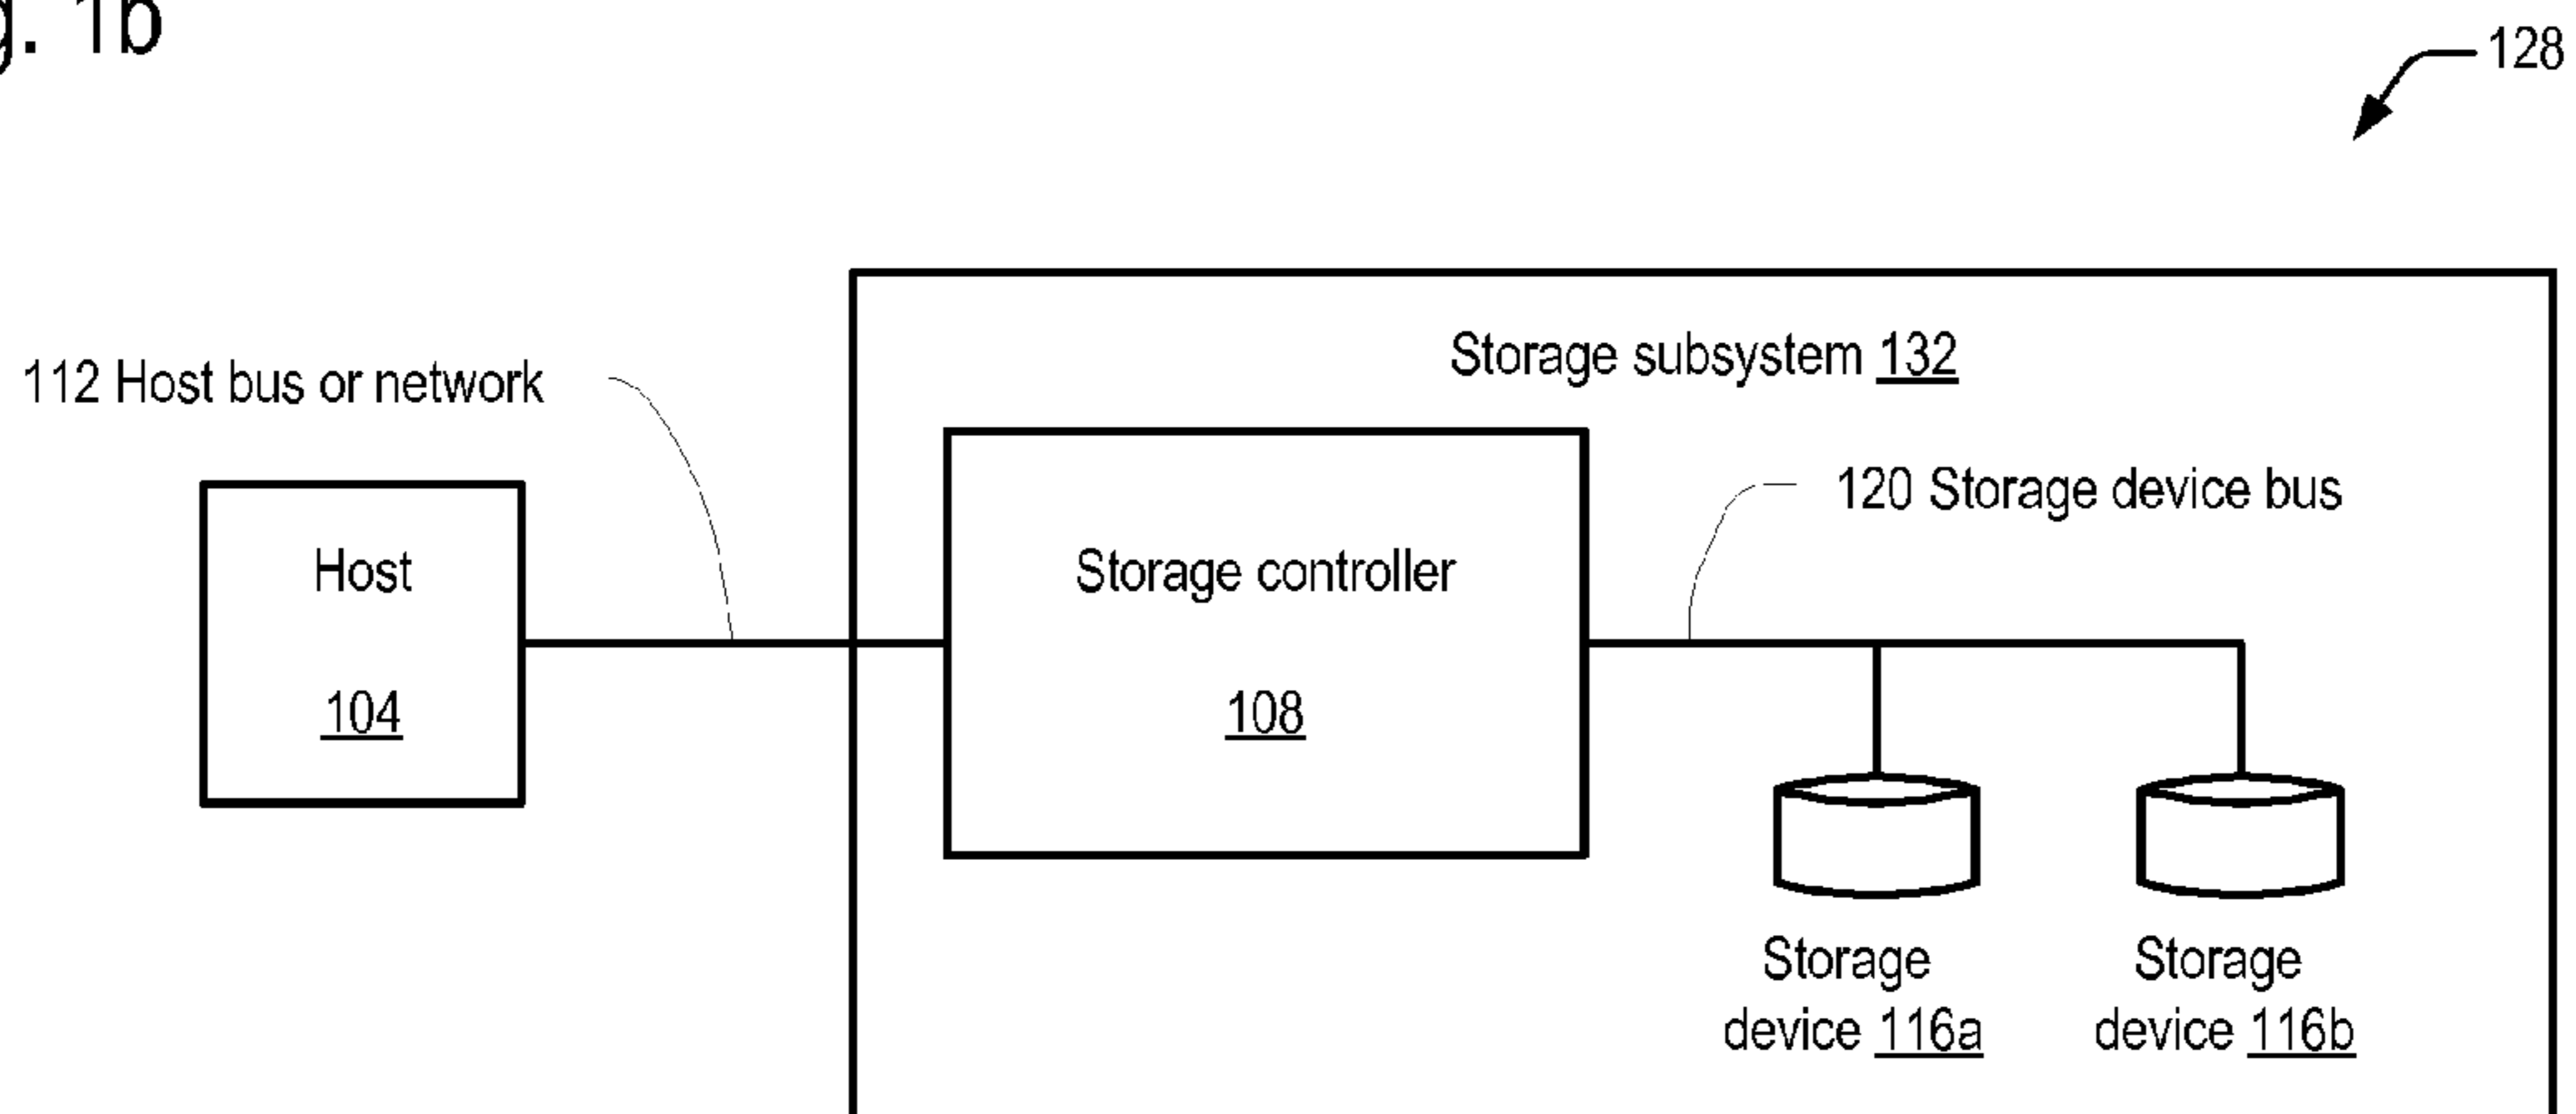 g. 1b
128
Storage subsystem 132
112 Host bus or network
120 Storage device bus
Host
104
Storage controller
108
Storage
device 116a
Storage
device 116b